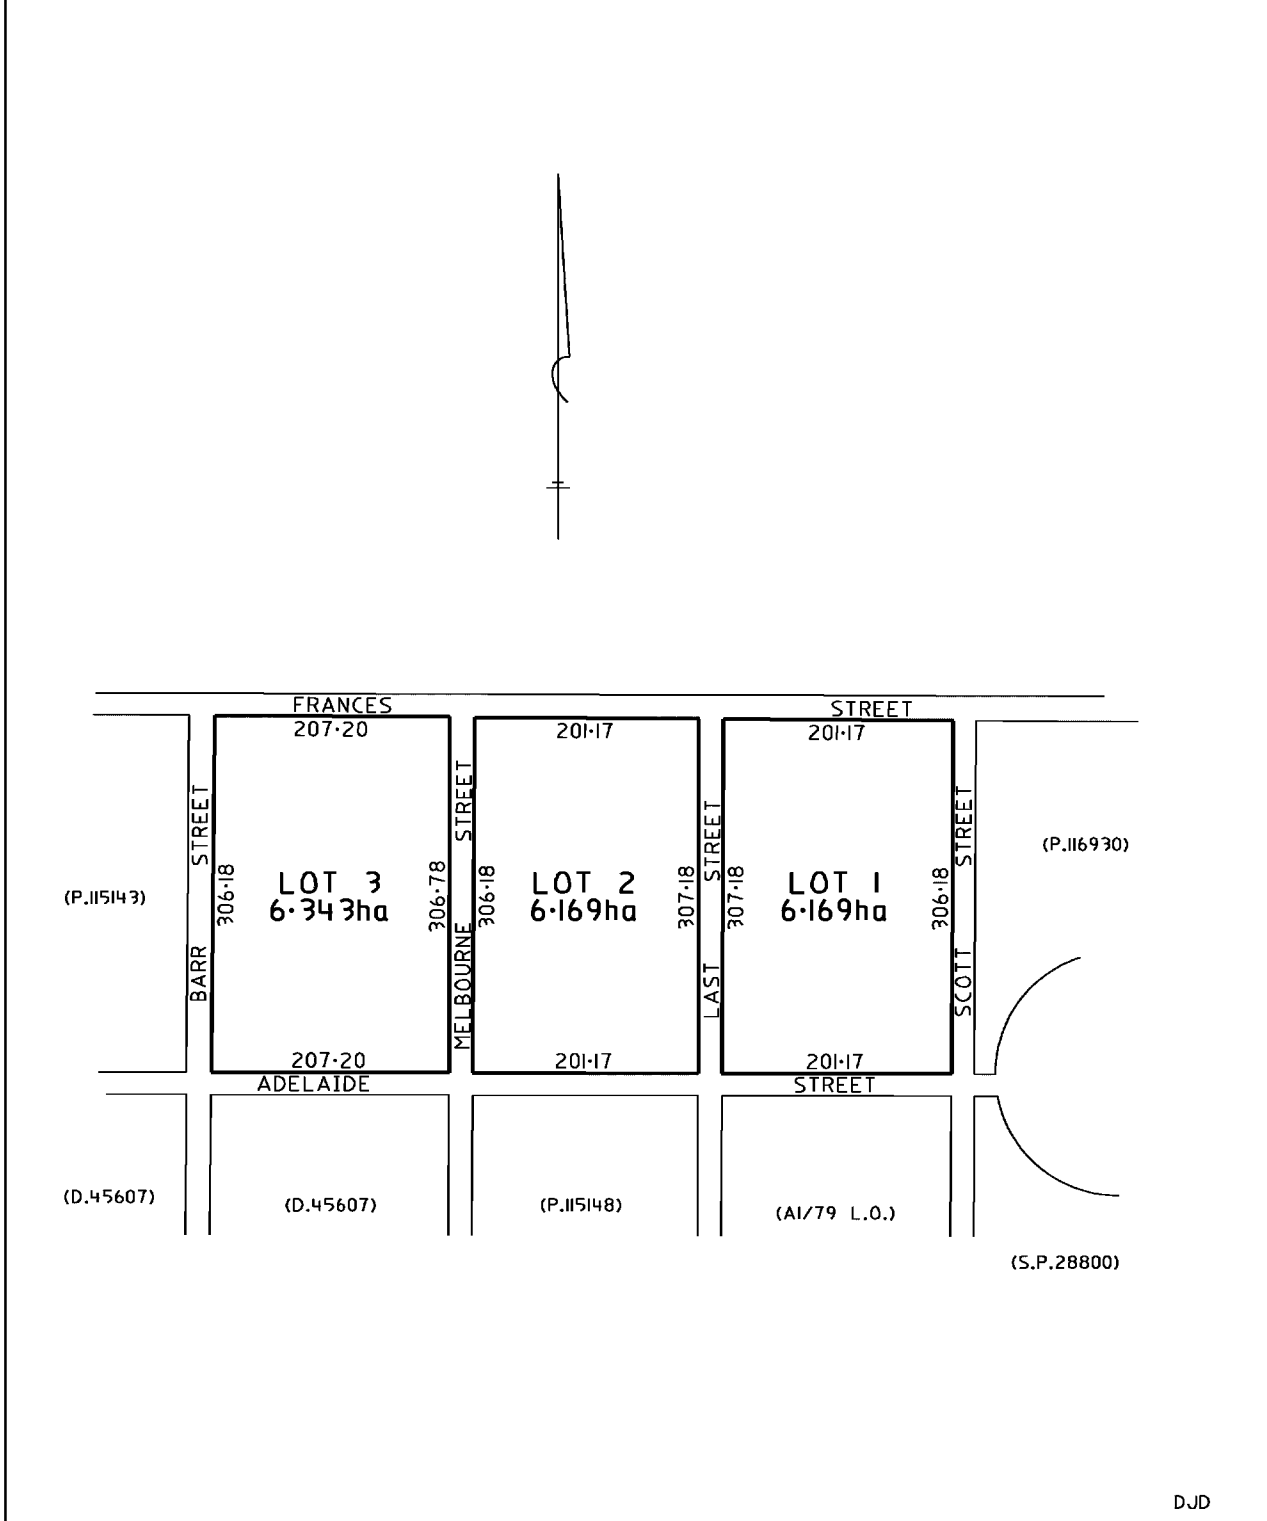 FRANCES STREET
207·20
201·17
201·17
BARR STREET
306·18
LOT 3
6·343ha
306·78
MELBOURNE STREET
306·18
LOT 2
6·169ha
307·18
LAST STREET
307·18
LOT 1
6·169ha
306·18
SCOTT STREET
(P.116930)
(P.115143)
207·20
201·17
201·17
ADELAIDE STREET
(D.45607)
(D.45607)
(P.115148)
(A1/79 L.O.)
(S.P.28800)
DJD